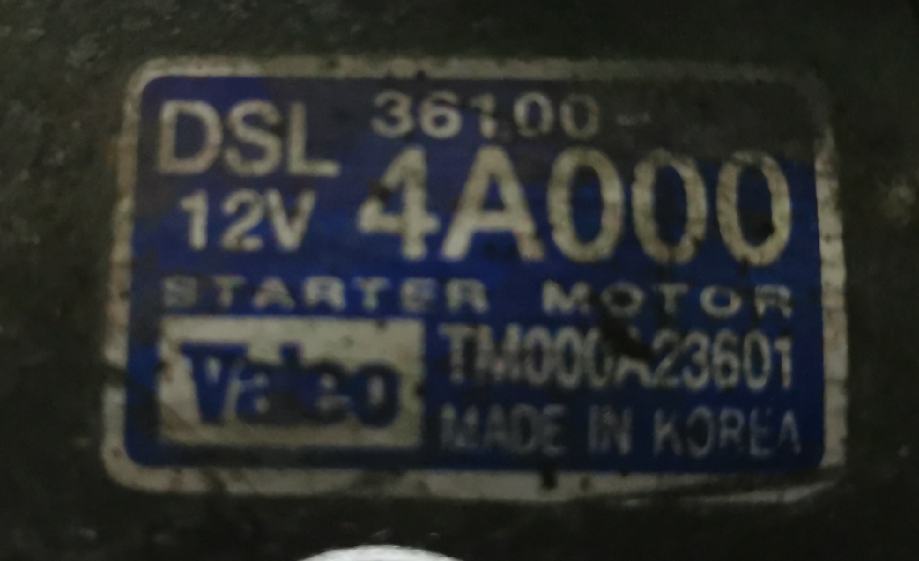 DSL 36100-
12V 4A000
STARTER MOTOR
Valeo TM000A23601
MADE IN KOREA